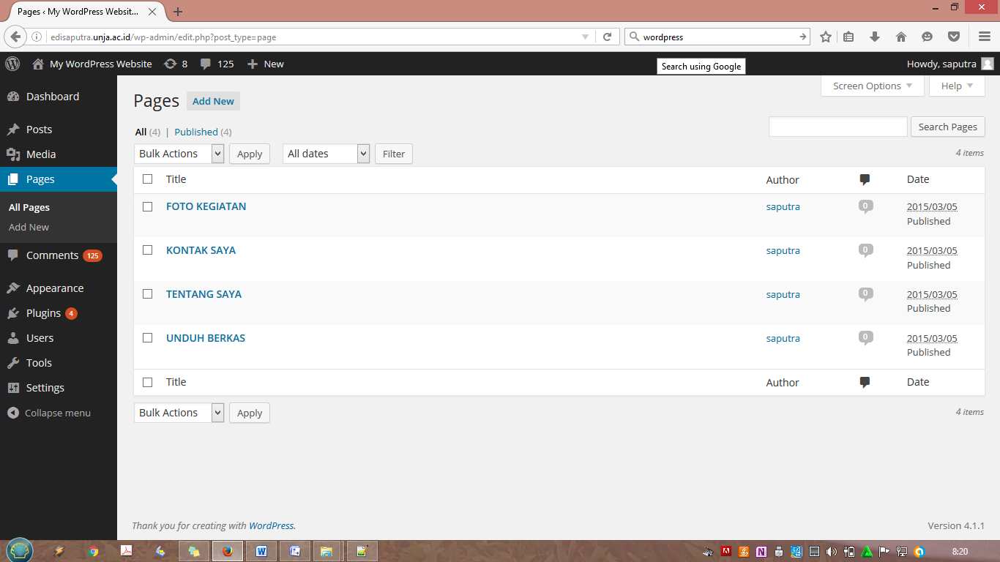 Pages ‹ My WordPress Websit...
edisaputra.unja.ac.id/wp-admin/edit.php?post_type=page
wordpress
Search using Google
My WordPress Website 8 125 New
Howdy, saputra
Dashboard
Posts
Media
Pages
All Pages
Add New
Comments 125
Appearance
Plugins 4
Users
Tools
Settings
Collapse menu
Pages Add New
Screen Options Help
All (4) | Published (4)
Search Pages
Bulk Actions Apply All dates Filter
4 items
Title Author Date
FOTO KEGIATAN saputra 0 2015/03/05
Published
KONTAK SAYA saputra 0 2015/03/05
Published
TENTANG SAYA saputra 0 2015/03/05
Published
UNDUH BERKAS saputra 0 2015/03/05
Published
Title Author Date
Bulk Actions Apply
4 items
Thank you for creating with WordPress.
Version 4.1.1
8:20